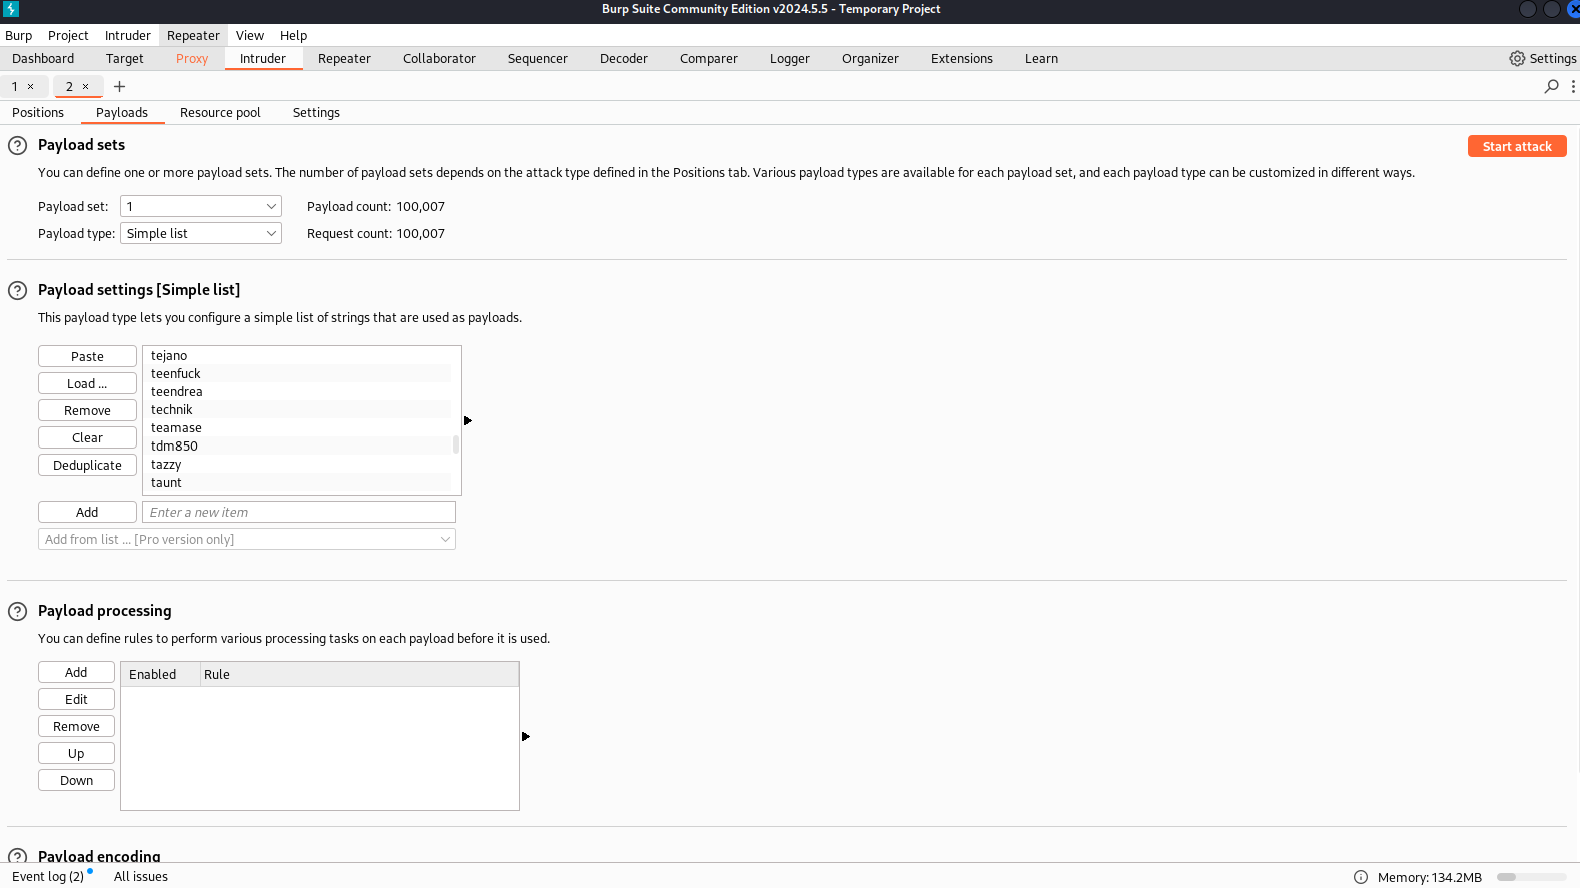 Burp Suite Community Edition v2024.5.5 - Temporary Project
Burp Project Intruder Repeater View Help
Dashboard Target Proxy Intruder Repeater Collaborator Sequencer Decoder Comparer Logger Organizer Extensions Learn Settings
1 × 2 × +
Positions Payloads Resource pool Settings
? Payload sets Start attack
You can define one or more payload sets. The number of payload sets depends on the attack type defined in the Positions tab. Various payload types are available for each payload set, and each payload type can be customized in different ways.
Payload set: 1 Payload count: 100,007
Payload type: Simple list Request count: 100,007
? Payload settings [Simple list]
This payload type lets you configure a simple list of strings that are used as payloads.
Paste tejano
teenfuck
Load ... teendrea
Remove technik
Clear teamase
tdm850
Deduplicate tazzy
taunt
Add Enter a new item
Add from list ... [Pro version only]
? Payload processing
You can define rules to perform various processing tasks on each payload before it is used.
Add Enabled Rule
Edit
Remove
Up
Down
? Payload encoding
Event log (2) All issues Memory: 134.2MB